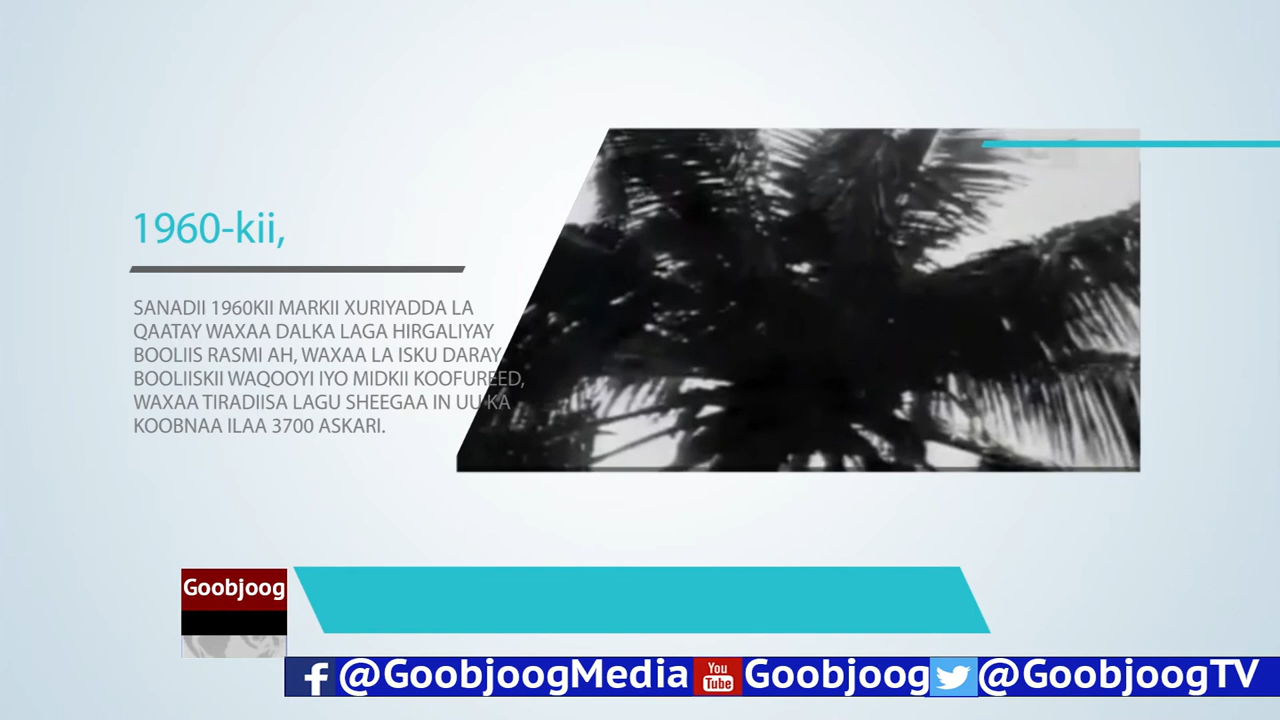 1960-kii,
SANADII 1960KII MARKII XURIYADDA LA
QAATAY WAXAA DALKA LAGA HIRGALIYAY
BOOLIIS RASMI AH, WAXAA LA ISKU DARAY
BOOLIISKII WAQOOYI IYO MIDKII KOOFUREED,
WAXAA TIRADIISA LAGU SHEEGAA IN UU KA
KOOBNAA ILAA 3700 ASKARI.
Goobjoog
f @GoobjoogMedia You Tube Goobjoog @GoobjoogTV